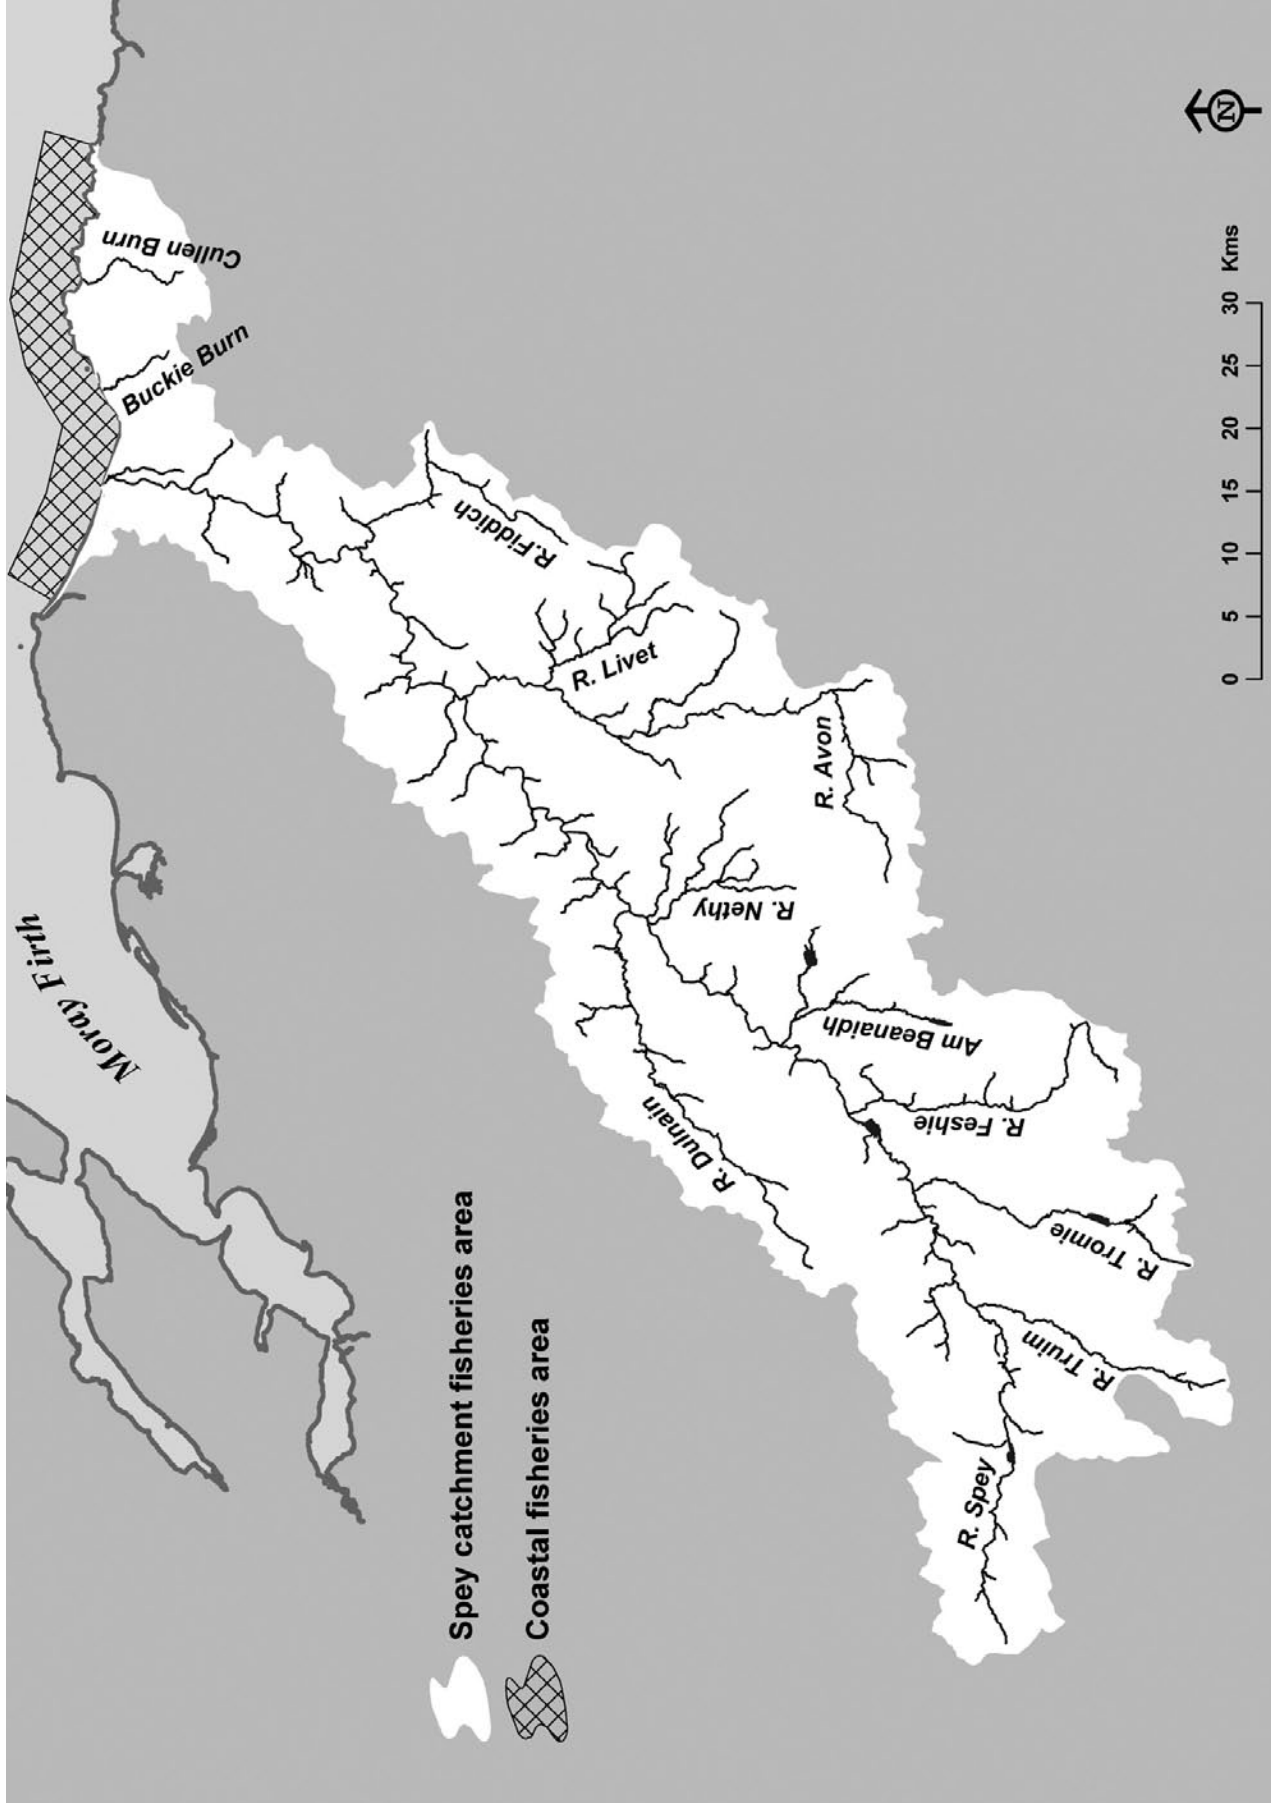 Moray Firth
Cullen Burn
Buckie Burn
R.Fiddich
R. Livet
R. Avon
R. Nethy
Am Beanaidh
R. Dulnain
R. Feshie
R. Tromie
R. Truim
R. Spey
Spey catchment fisheries area
Coastal fisheries area
0 5 10 15 20 25 30 Kms
N